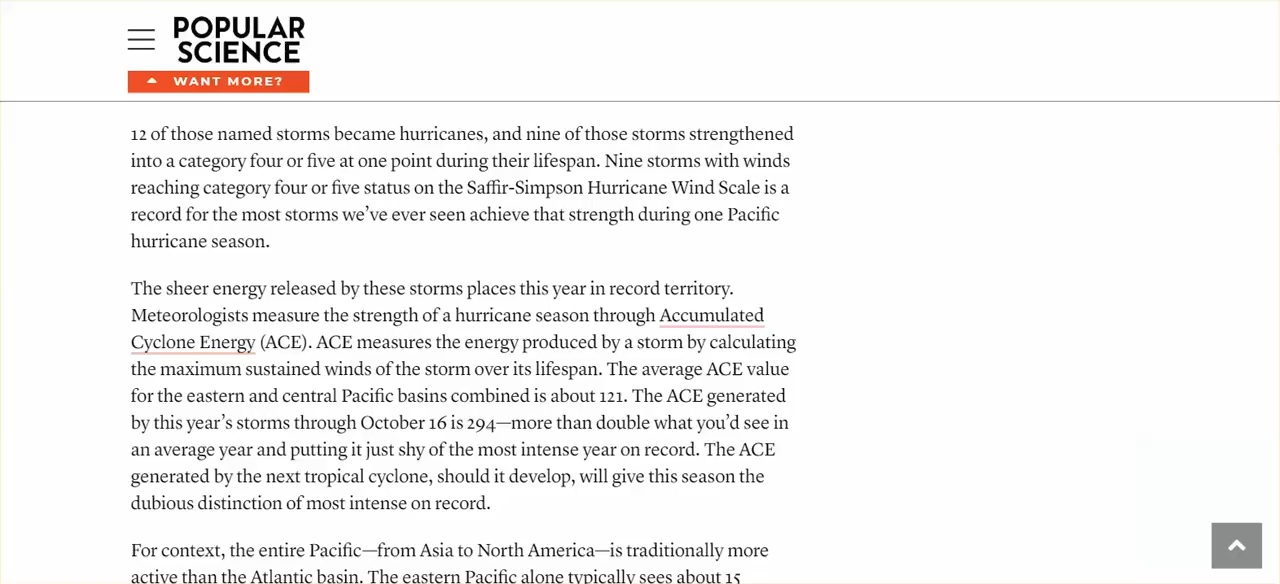 POPULAR
SCIENCE
WANT MORE?
12 of those named storms became hurricanes, and nine of those storms strengthened
into a category four or five at one point during their lifespan. Nine storms with winds
reaching category four or five status on the Saffir-Simpson Hurricane Wind Scale is a
record for the most storms we’ve ever seen achieve that strength during one Pacific
hurricane season.
The sheer energy released by these storms places this year in record territory.
Meteorologists measure the strength of a hurricane season through Accumulated
Cyclone Energy (ACE). ACE measures the energy produced by a storm by calculating
the maximum sustained winds of the storm over its lifespan. The average ACE value
for the eastern and central Pacific basins combined is about 121. The ACE generated
by this year’s storms through October 16 is 294—more than double what you’d see in
an average year and putting it just shy of the most intense year on record. The ACE
generated by the next tropical cyclone, should it develop, will give this season the
dubious distinction of most intense on record.
For context, the entire Pacific—from Asia to North America—is traditionally more
active than the Atlantic basin. The eastern Pacific alone typically sees about 15